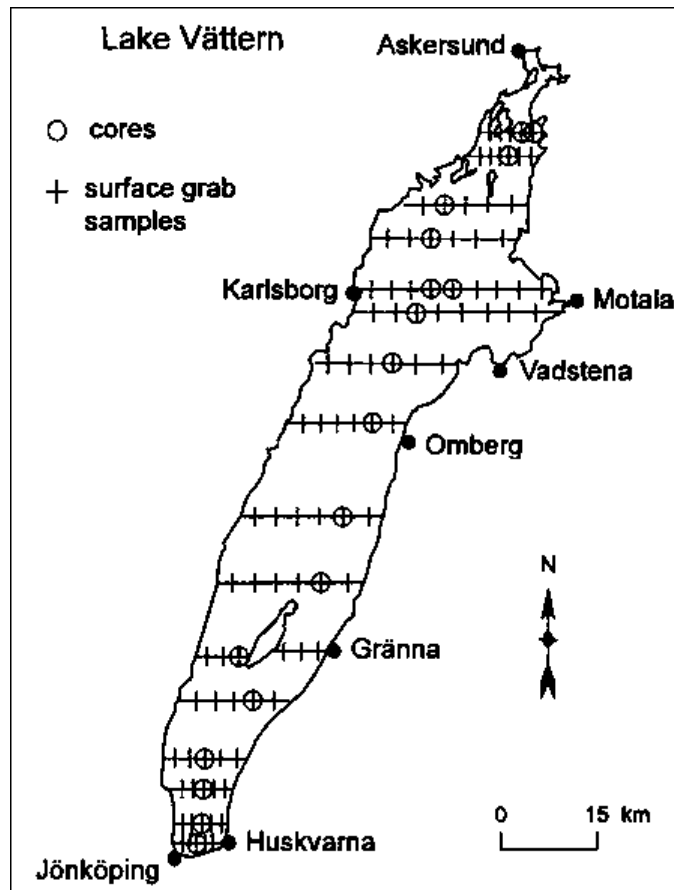 Lake Vättern
Askersund
cores
surface grab
samples
Karlsborg
Motala
Vadstena
Omberg
N
Gränna
0 15 km
Huskvarna
Jönköping